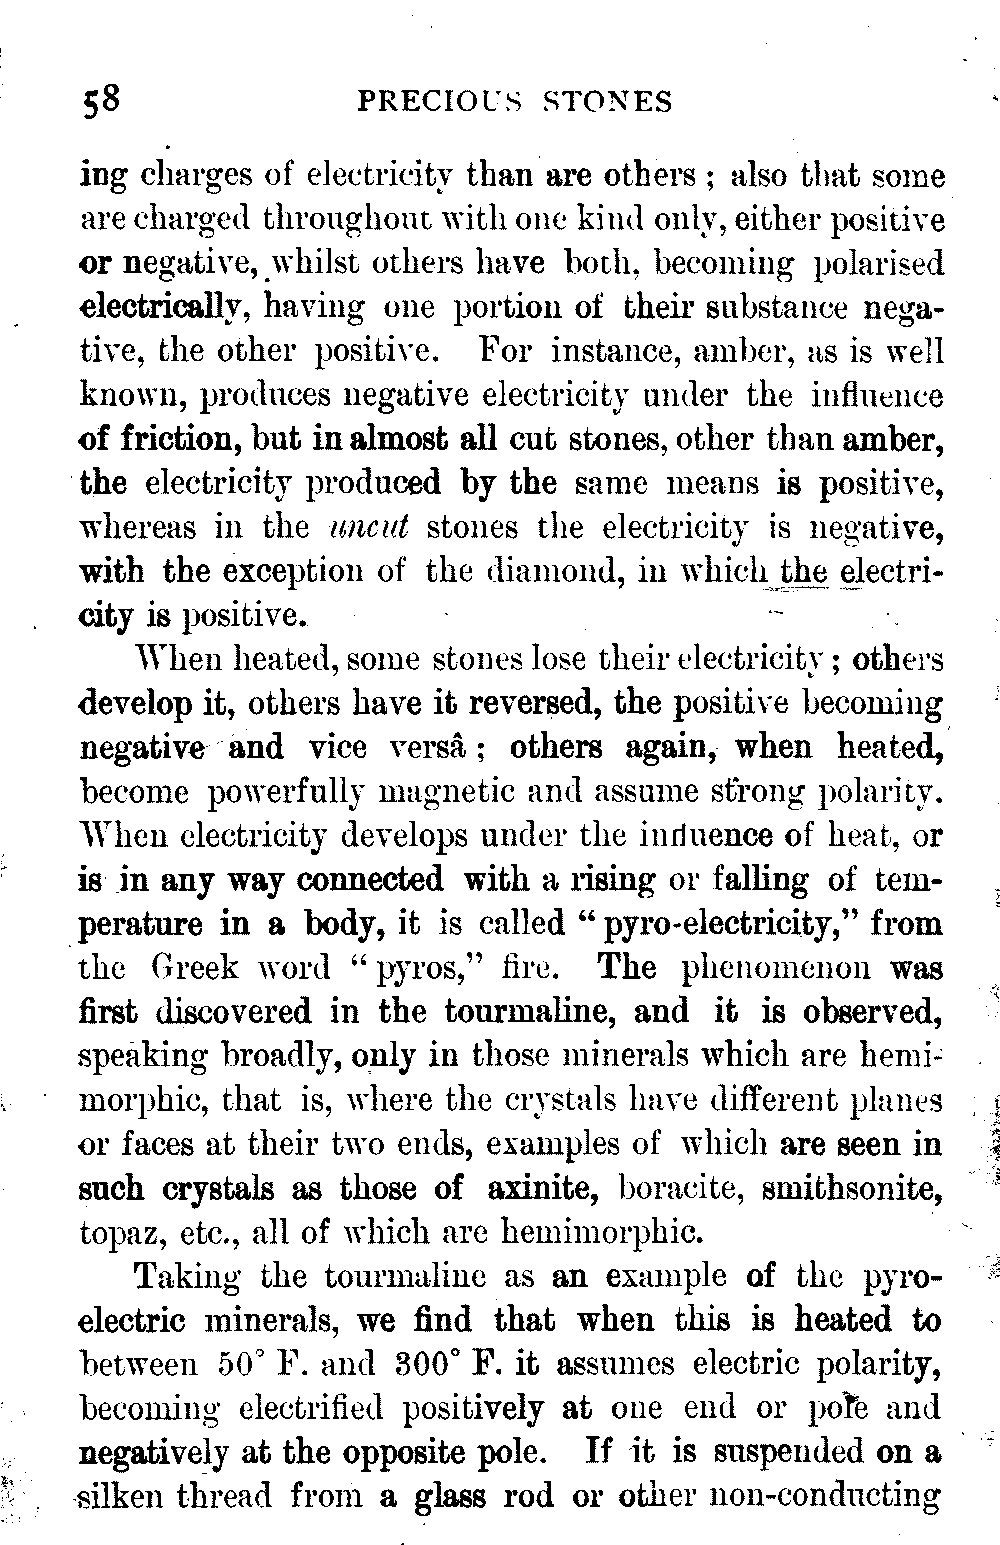 58 PRECIOUS STONES
ing charges of electricity than are others ; also that some
are charged throughout with one kind only, either positive
or negative, whilst others have both, becoming polarised
electrically, having one portion of their substance nega-
tive, the other positive. For instance, amber, as is well
known, produces negative electricity under the influence
of friction, but in almost all cut stones, other than amber,
the electricity produced by the same means is positive,
whereas in the uncut stones the electricity is negative,
with the exception of the diamond, in which the electri-
city is positive.
When heated, some stones lose their electricity ; others
develop it, others have it reversed, the positive becoming
negative and vice versâ ; others again, when heated,
become powerfully magnetic and assume strong polarity.
When electricity develops under the influence of heat, or
is in any way connected with a rising or falling of tem-
perature in a body, it is called “ pyro-electricity,” from
the Greek word “ pyros,” fire. The phenomenon was
first discovered in the tourmaline, and it is observed,
speaking broadly, only in those minerals which are hemi-
morphic, that is, where the crystals have different planes
or faces at their two ends, examples of which are seen in
such crystals as those of axinite, boracite, smithsonite,
topaz, etc., all of which are hemimorphic.
Taking the tourmaline as an example of the pyro-
electric minerals, we find that when this is heated to
between 50° F. and 300° F. it assumes electric polarity,
becoming electrified positively at one end or pole and
negatively at the opposite pole. If it is suspended on a
silken thread from a glass rod or other non-conducting